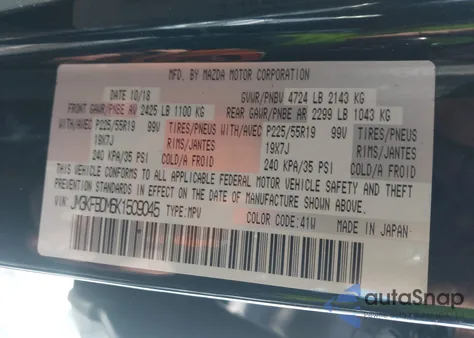 MFD. BY MAZDA MOTOR CORPORATION
DATE 10/18 GVWR/PNBV 4724 LB 2143 KG
FRONT GAWR/PNBE AV 2425 LB 1100 KG REAR GAWR/PNBE AR 2299 LB 1043 KG
WITH/AVEC P225/55R19 99V TIRES/PNEUS WITH/AVEC P225/55R19 99V TIRES/PNEUS
19X7J RIMS/JANTES 19X7J RIMS/JANTES
240 KPA/35 PSI COLD/A FROID 240 KPA/35 PSI COLD/A FROID
THIS VEHICLE CONFORMS TO ALL APPLICABLE FEDERAL MOTOR VEHICLE SAFETY AND THEFT
PREVENTION STANDARDS IN EFFECT ON THE DATE OF MANUFACTURE SHOWN ABOVE.
VIN: TYPE: MPV COLOR CODE: 41W MADE IN JAPAN
autoSnap